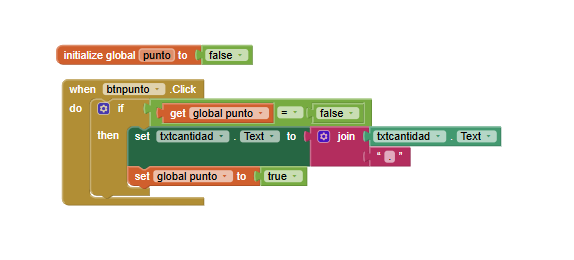 initialize global punto to false
when btnpunto .Click
do if get global punto = false
then set txtcantidad . Text to join txtcantidad . Text
" . "
set global punto to true